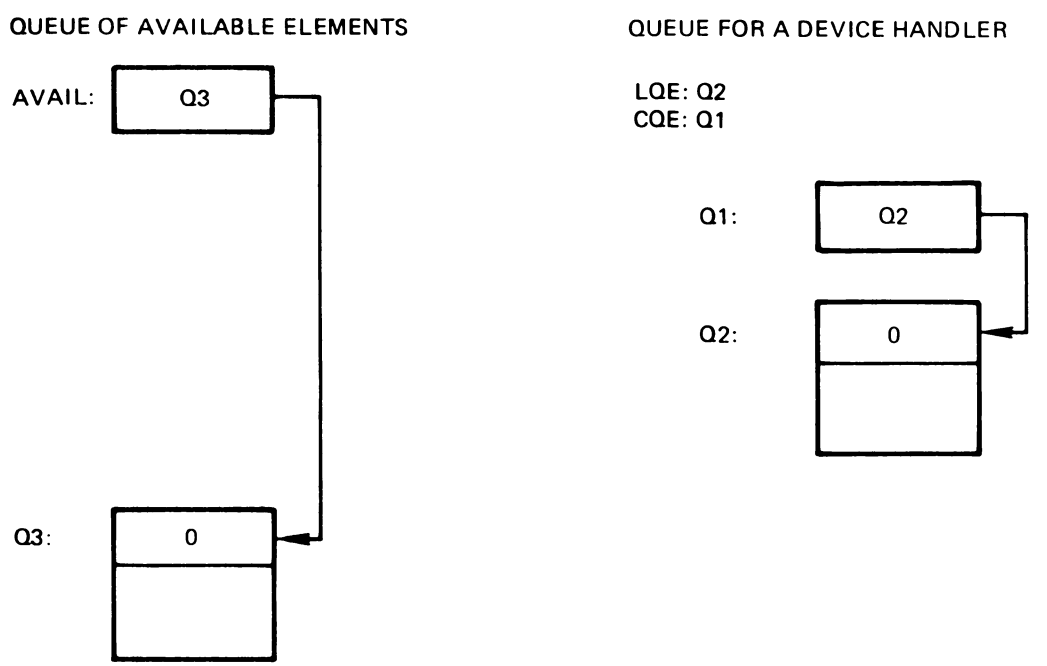 QUEUE OF AVAILABLE ELEMENTS
AVAIL: Q3
Q3: 0
QUEUE FOR A DEVICE HANDLER
LQE: Q2
CQE: Q1
Q1: Q2
Q2: 0